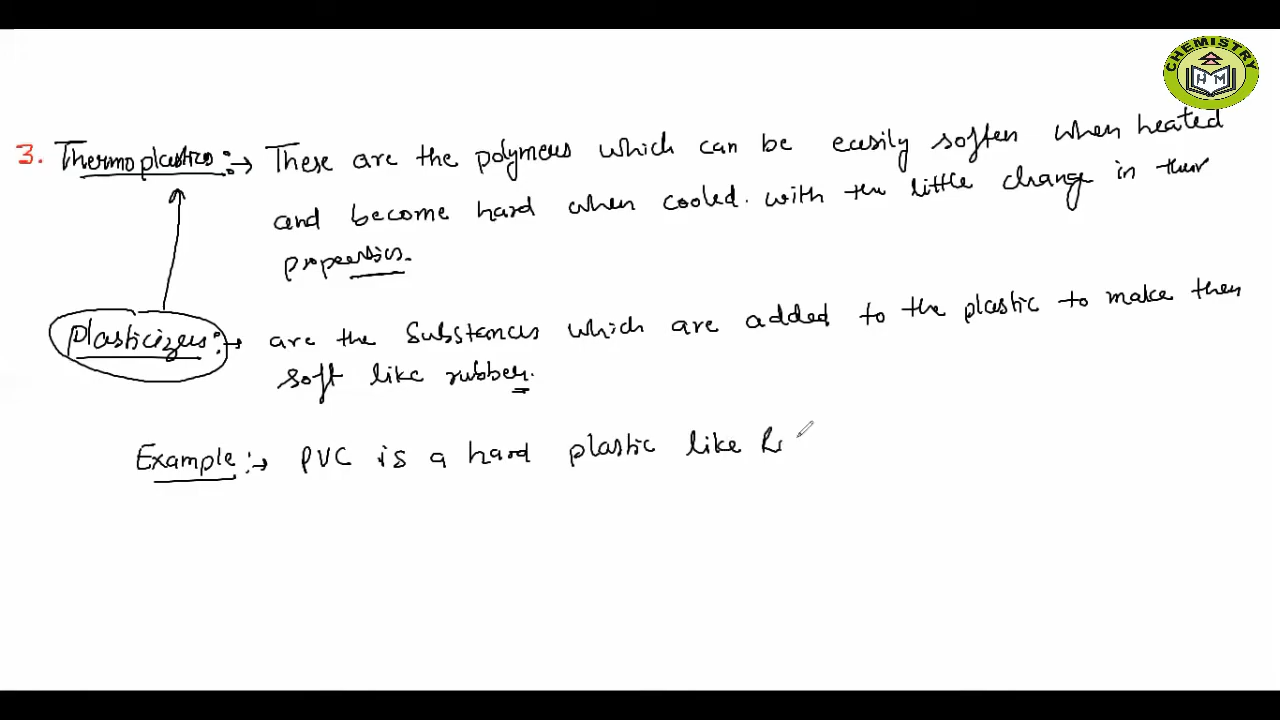 CHEMISTRY
H M
3. Thermoplastics :→ These are the polymers which can be easily soften when heated
and become hard when cooled. with the little change in their
properties.
Plasticizers :→ are the substances which are added to the plastic to make them
soft like rubber.
Example :→ PVC is a hard plastic like